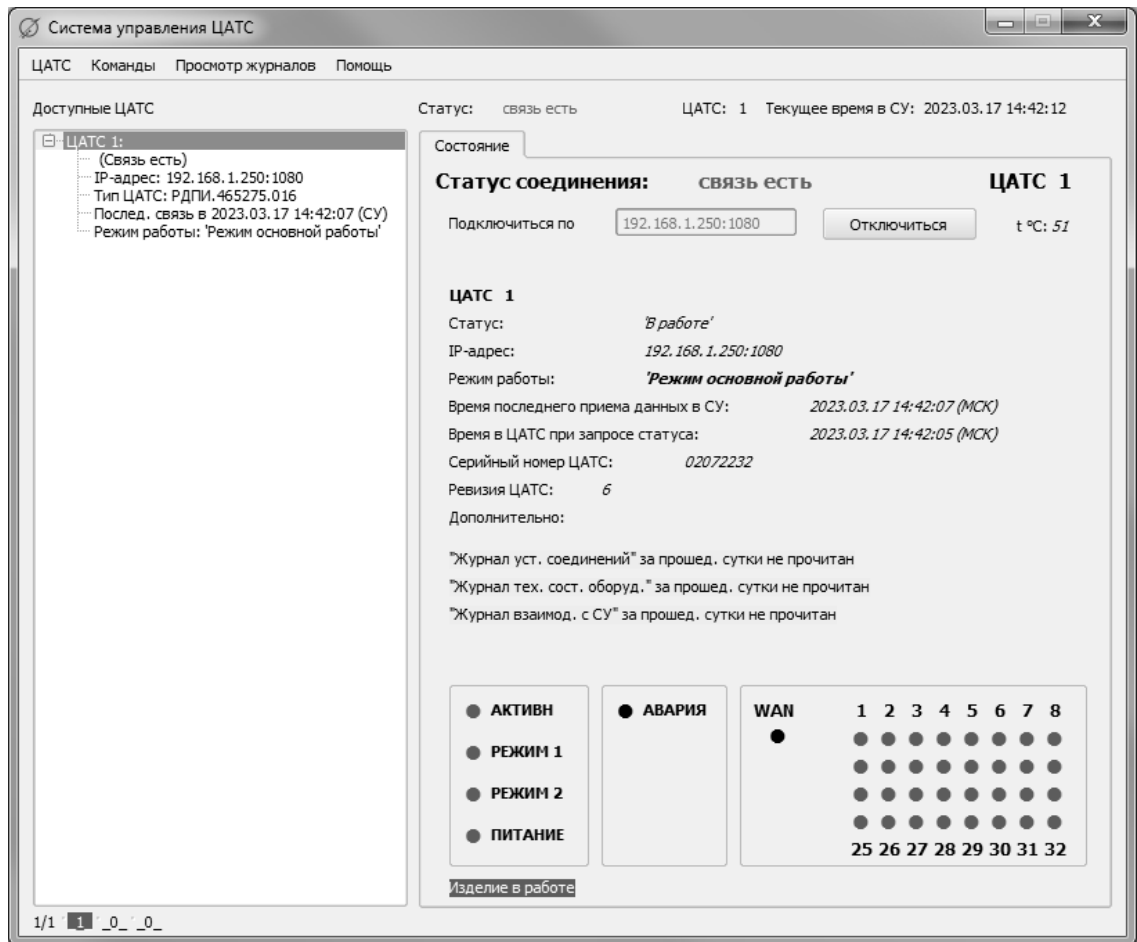 Система управления ЦАТС
ЦАТС Команды Просмотр журналов Помощь
Доступные ЦАТС
Статус: связь есть ЦАТС: 1 Текущее время в СУ: 2023.03.17 14:42:12
ЦАТС 1:
(Связь есть)
IP-адрес: 192.168.1.250:1080
Тип ЦАТС: РДПИ.465275.016
Послед. связь в 2023.03.17 14:42:07 (СУ)
Режим работы: 'Режим основной работы'
Состояние
Статус соединения: связь есть ЦАТС 1
Подключиться по 192.168.1.250:1080 Отключиться t ºC: 51
ЦАТС 1
Статус: 'В работе'
IP-адрес: 192.168.1.250:1080
Режим работы: 'Режим основной работы'
Время последнего приема данных в СУ: 2023.03.17 14:42:07 (МСК)
Время в ЦАТС при запросе статуса: 2023.03.17 14:42:05 (МСК)
Серийный номер ЦАТС: 02072232
Ревизия ЦАТС: 6
Дополнительно:
"Журнал уст. соединений" за прошед. сутки не прочитан
"Журнал тех. сост. оборуд." за прошед. сутки не прочитан
"Журнал взаимод. с СУ" за прошед. сутки не прочитан
АКТИВН
РЕЖИМ 1
РЕЖИМ 2
ПИТАНИЕ
АВАРИЯ
WAN 1 2 3 4 5 6 7 8
25 26 27 28 29 30 31 32
Изделие в работе
1/1 1 _0_ _0_